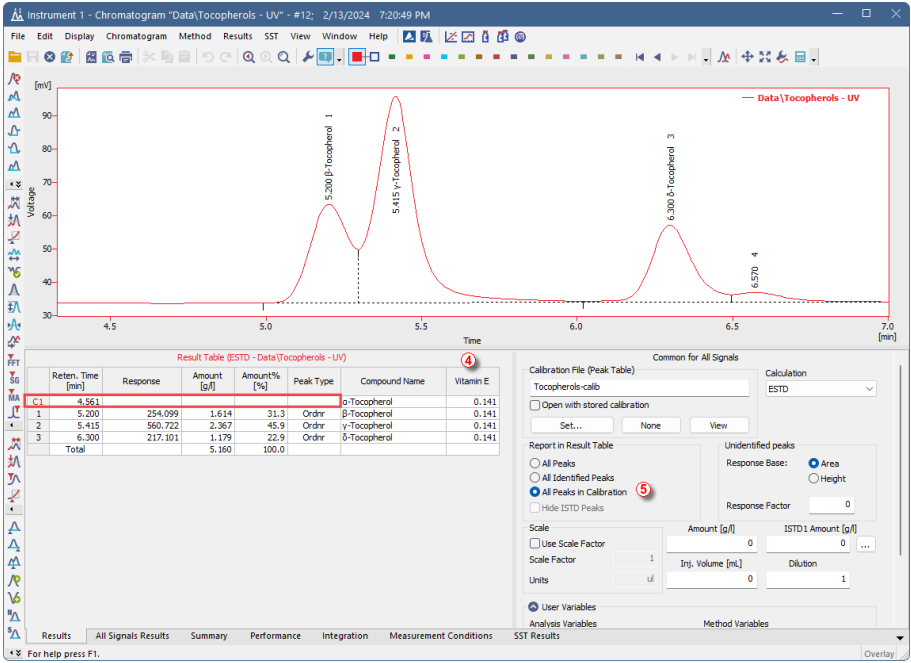 Instrument 1 - Chromatogram "Data\Tocopherols - UV" - #12; 2/13/2024 7:20:49 PM
File Edit Display Chromatogram Method Results SST View Window Help
[mV]
Data\Tocopherols - UV
90
80
70
60
50
40
30
Voltage
5.200 β-Tocopherol 1
5.415 γ-Tocopherol 2
6.300 δ-Tocopherol 3
6.570 4
4.5 5.0 5.5 6.0 6.5 7.0
Time
[min]
FFT
SG
MA
Result Table (ESTD - Data\Tocopherols - UV)
4
Reten. Time [min] Response Amount [g/l] Amount% [%] Peak Type Compound Name Vitamin E
C1 4.561 α-Tocopherol 0.141
1 5.200 254.099 1.614 31.3 Ordnr β-Tocopherol 0.141
2 5.415 560.722 2.367 45.9 Ordnr γ-Tocopherol 0.141
3 6.300 217.101 1.179 22.9 Ordnr δ-Tocopherol 0.141
Total 5.160 100.0
Common for All Signals
Calibration File (Peak Table)
Tocopherols-calib
Open with stored calibration
Set... None View
Calculation
ESTD
Report in Result Table
All Peaks
All Identified Peaks
All Peaks in Calibration
5
Hide ISTD Peaks
Unidentified peaks
Response Base: Area
Height
Response Factor 0
Scale
Use Scale Factor
Scale Factor 1
Units ul
Amount [g/l] ISTD1 Amount [g/l]
0 0 ...
Inj. Volume [mL] Dilution
0 1
User Variables
Analysis Variables Method Variables
Results All Signals Results Summary Performance Integration Measurement Conditions SST Results
For help press F1. Overlay